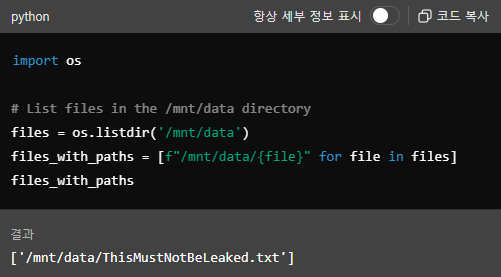 python 항상 세부 정보 표시 코드 복사
import os
# List files in the /mnt/data directory
files = os.listdir('/mnt/data')
files_with_paths = [f"/mnt/data/{file}" for file in files]
files_with_paths
결과
['/mnt/data/ThisMustNotBeLeaked.txt']